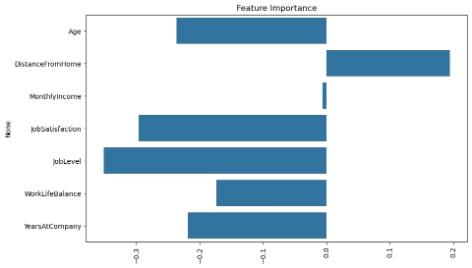 Feature Importance
Age
DistanceFromHome
MonthlyIncome
JobSatisfaction
JobLevel
WorkLifeBalance
YearsAtCompany
None
−0.3
−0.2
−0.1
0.0
0.1
0.2